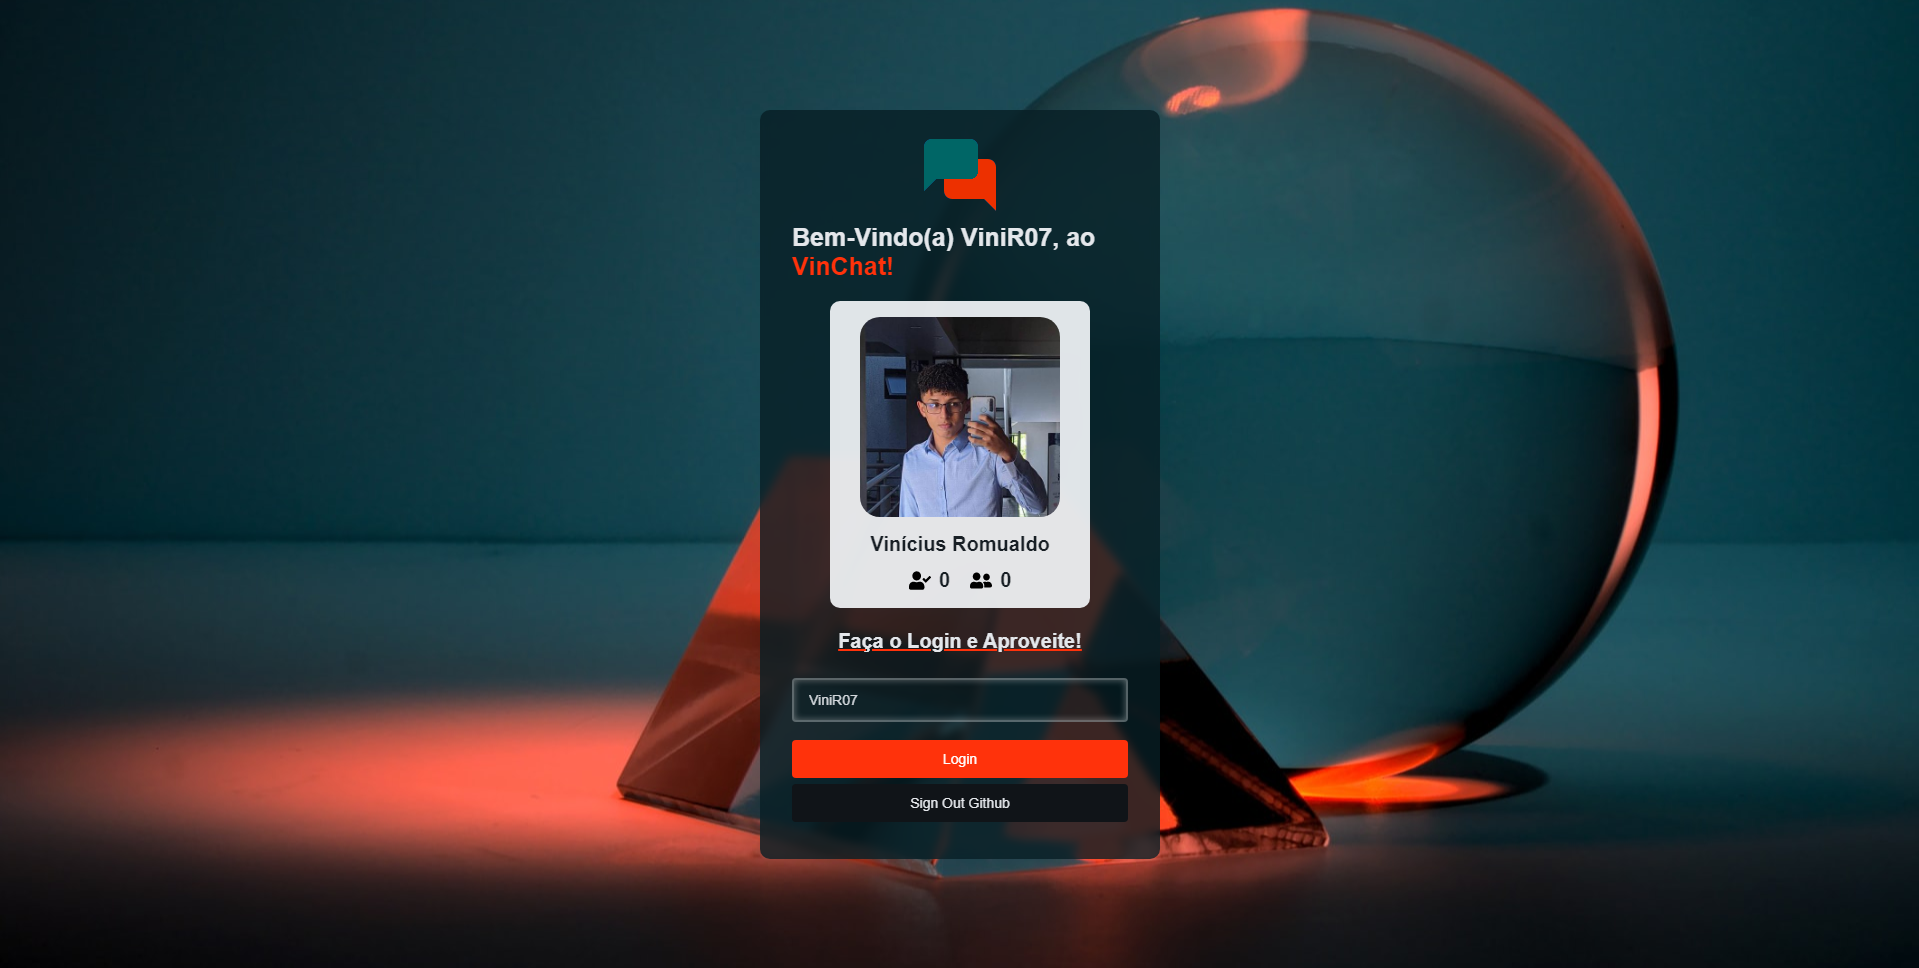 Bem-Vindo(a) ViniR07, ao
VinChat!
Vinícius Romualdo
0 0
Faça o Login e Aproveite!
ViniR07
Login
Sign Out Github